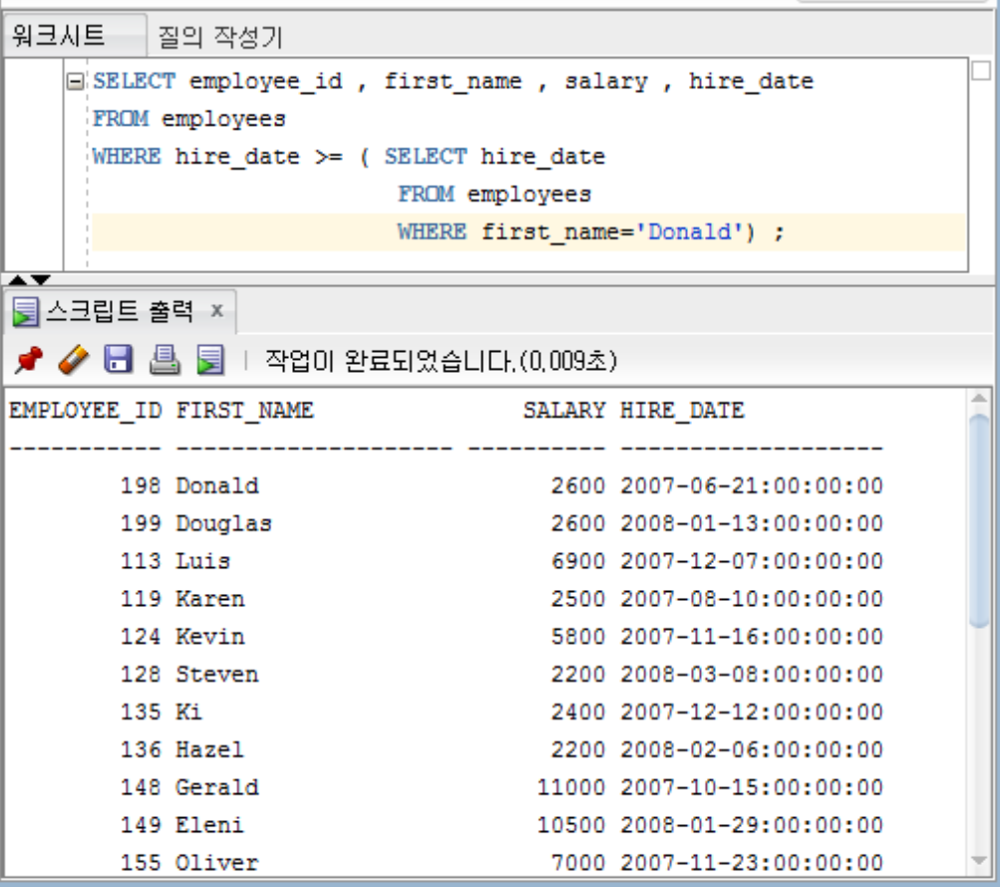 워크시트 질의 작성기
SELECT employee_id , first_name , salary , hire_date
FROM employees
WHERE hire_date >= ( SELECT hire_date
FROM employees
WHERE first_name='Donald') ;
스크립트 출력 x
작업이 완료되었습니다.(0,009초)
EMPLOYEE_ID FIRST_NAME SALARY HIRE_DATE
----------- -------------------- ---------- -------------------
198 Donald 2600 2007-06-21:00:00:00
199 Douglas 2600 2008-01-13:00:00:00
113 Luis 6900 2007-12-07:00:00:00
119 Karen 2500 2007-08-10:00:00:00
124 Kevin 5800 2007-11-16:00:00:00
128 Steven 2200 2008-03-08:00:00:00
135 Ki 2400 2007-12-12:00:00:00
136 Hazel 2200 2008-02-06:00:00:00
148 Gerald 11000 2007-10-15:00:00:00
149 Eleni 10500 2008-01-29:00:00:00
155 Oliver 7000 2007-11-23:00:00:00